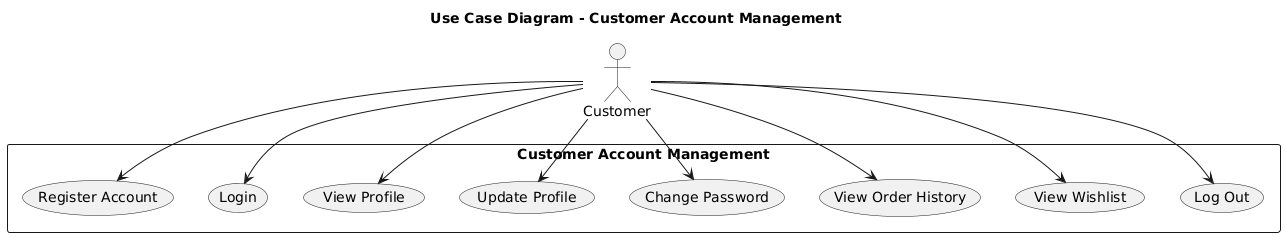 Use Case Diagram - Customer Account Management
Customer
Customer Account Management
Register Account
Login
View Profile
Update Profile
Change Password
View Order History
View Wishlist
Log Out